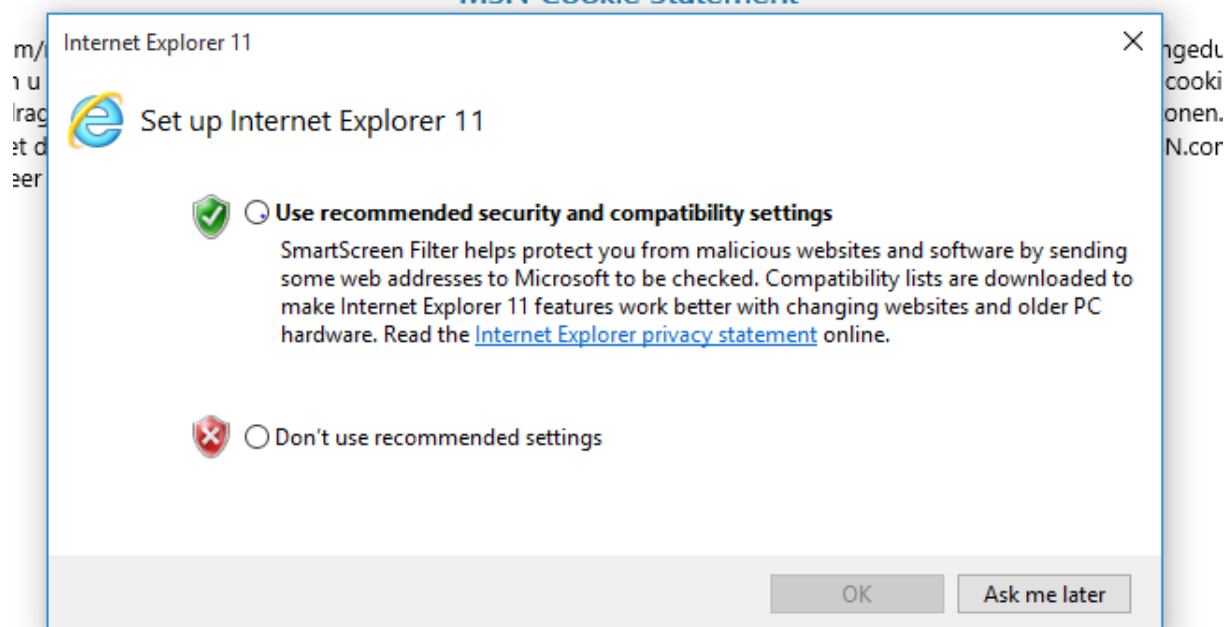 MSN Cookie Statement
Internet Explorer 11
Set up Internet Explorer 11
Use recommended security and compatibility settings
SmartScreen Filter helps protect you from malicious websites and software by sending
some web addresses to Microsoft to be checked. Compatibility lists are downloaded to
make Internet Explorer 11 features work better with changing websites and older PC
hardware. Read the Internet Explorer privacy statement online.
Don't use recommended settings
OK
Ask me later